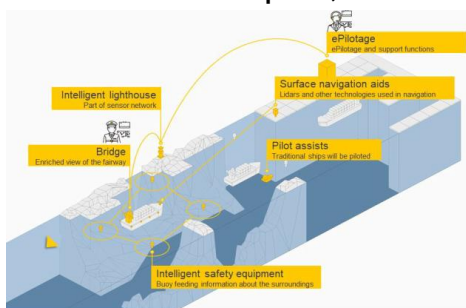 ePilotage
ePilotage and support functions
Surface navigation aids
Lidars and other technologies used in navigation
Intelligent lighthouse
Part of sensor network
Bridge
Enriched view of the fairway
Pilot assists
Traditional ships will be piloted
Intelligent safety equipment
Buoy feeding information about the surroundings